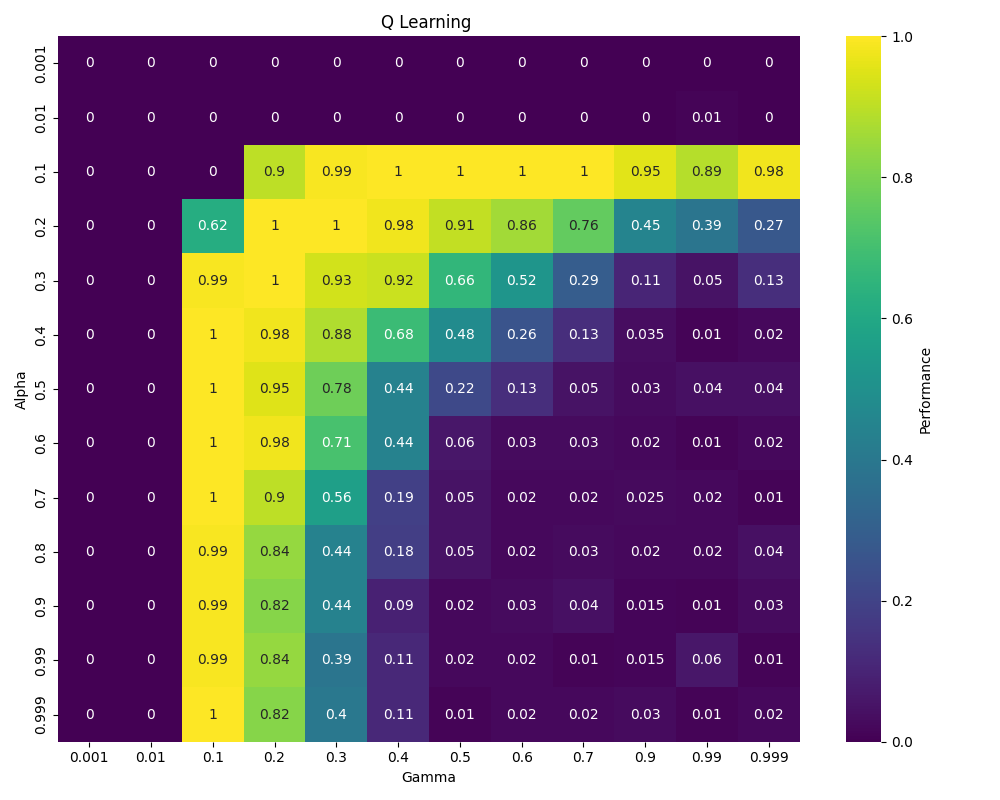 Q Learning
0.001 0 0 0 0 0 0 0 0 0 0 0 0
0.01 0 0 0 0 0 0 0 0 0 0 0.01 0
0.1 0 0 0 0.9 0.99 1 1 1 1 0.95 0.89 0.98
0.2 0 0 0.62 1 1 0.98 0.91 0.86 0.76 0.45 0.39 0.27
0.3 0 0 0.99 1 0.93 0.92 0.66 0.52 0.29 0.11 0.05 0.13
0.4 0 0 1 0.98 0.88 0.68 0.48 0.26 0.13 0.035 0.01 0.02
0.5 0 0 1 0.95 0.78 0.44 0.22 0.13 0.05 0.03 0.04 0.04
0.6 0 0 1 0.98 0.71 0.44 0.06 0.03 0.03 0.02 0.01 0.02
0.7 0 0 1 0.9 0.56 0.19 0.05 0.02 0.02 0.025 0.02 0.01
0.8 0 0 0.99 0.84 0.44 0.18 0.05 0.02 0.03 0.02 0.02 0.04
0.9 0 0 0.99 0.82 0.44 0.09 0.02 0.03 0.04 0.015 0.01 0.03
0.99 0 0 0.99 0.84 0.39 0.11 0.02 0.02 0.01 0.015 0.06 0.01
0.999 0 0 1 0.82 0.4 0.11 0.01 0.02 0.02 0.03 0.01 0.02
0.001 0.01 0.1 0.2 0.3 0.4 0.5 0.6 0.7 0.9 0.99 0.999
Gamma
Alpha
1.0
0.8
0.6
0.4
0.2
0.0
Performance